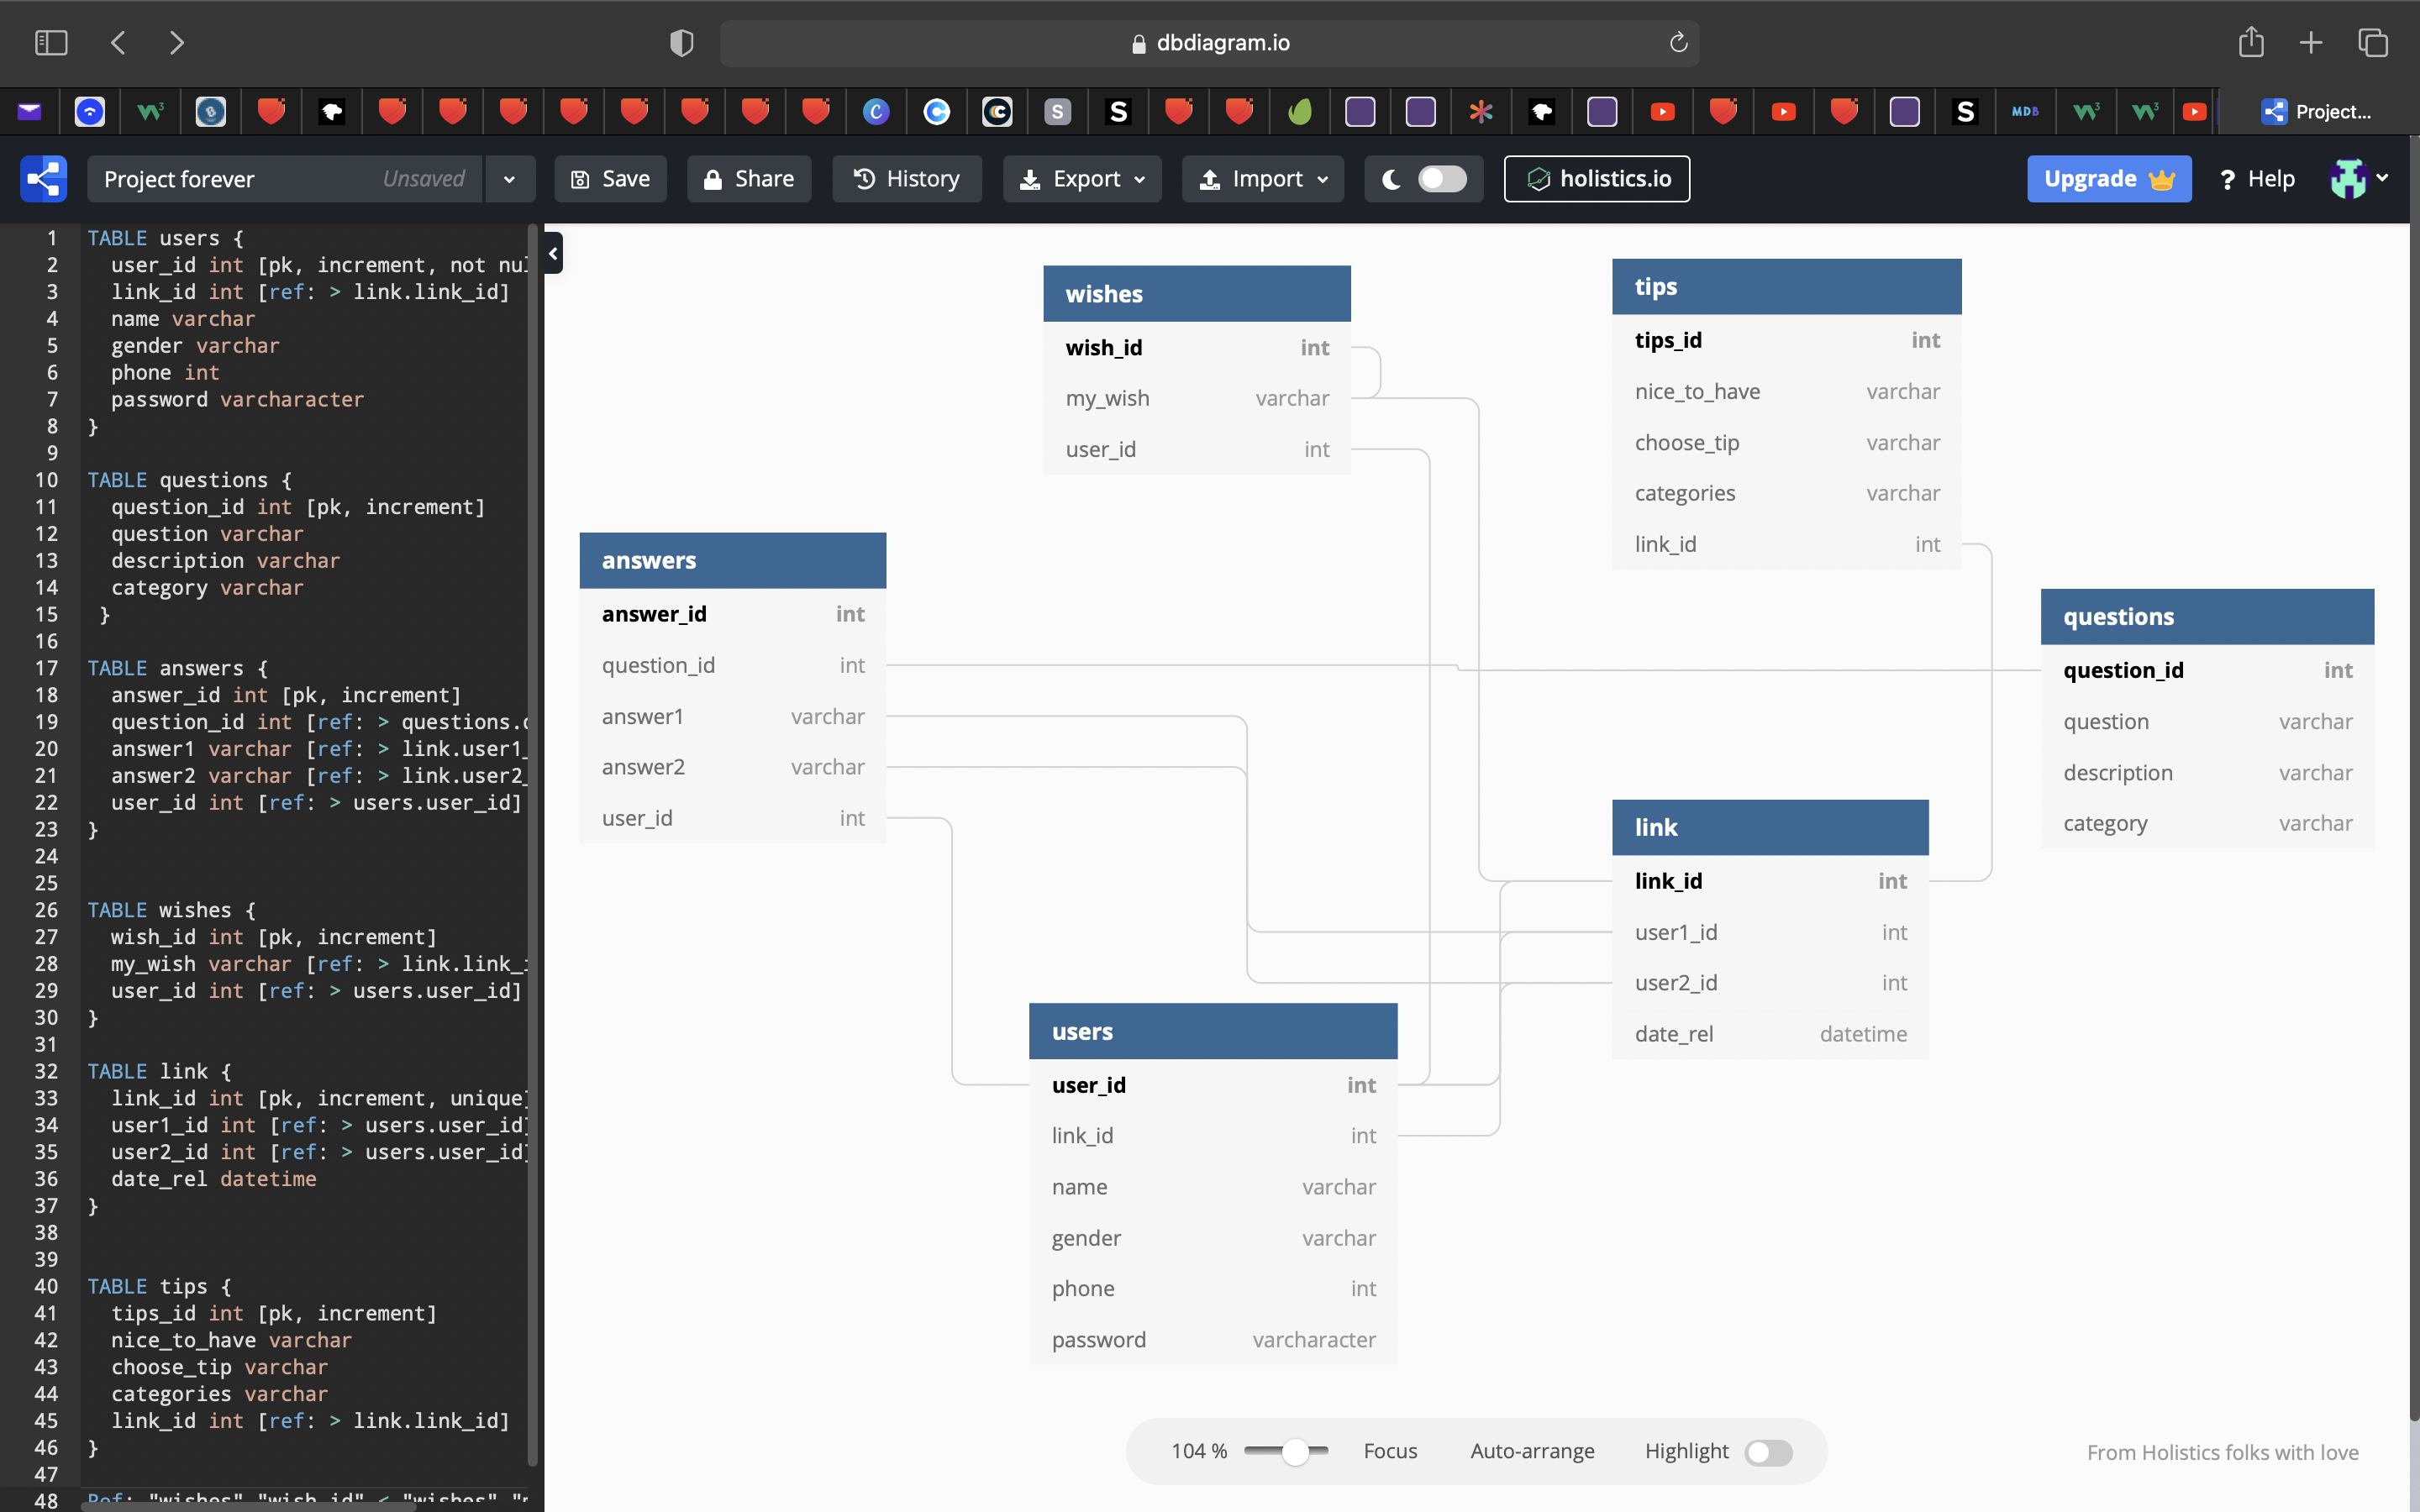 dbdiagram.io
Project...
Project forever Unsaved Save Share History Export Import holistics.io Upgrade ? Help
1 TABLE users {
2 user_id int [pk, increment, not
3 link_id int [ref: > link.link_id]
4 name varchar
5 gender varchar
6 phone int
7 password varcharacter
8 }
9
10 TABLE questions {
11 question_id int [pk, increment]
12 question varchar
13 description varchar
14 category varchar
15 }
16
17 TABLE answers {
18 answer_id int [pk, increment]
19 question_id int [ref: > questions.
20 answer1 varchar [ref: > link.user1_
21 answer2 varchar [ref: > link.user2_
22 user_id int [ref: > users.user_id]
23 }
24
25
26 TABLE wishes {
27 wish_id int [pk, increment]
28 my_wish varchar [ref: > link.link_
29 user_id int [ref: > users.user_id]
30 }
31
32 TABLE link {
33 link_id int [pk, increment, unique]
34 user1_id int [ref: > users.user_id]
35 user2_id int [ref: > users.user_id]
36 date_rel datetime
37 }
38
39
40 TABLE tips {
41 tips_id int [pk, increment]
42 nice_to_have varchar
43 choose_tip varchar
44 categories varchar
45 link_id int [ref: > link.link_id]
46 }
47
48 Ref: "wishes"."wish_id" < "wishes"."
wishes
wish_id int
my_wish varchar
user_id int
tips
tips_id int
nice_to_have varchar
choose_tip varchar
categories varchar
link_id int
answers
answer_id int
question_id int
answer1 varchar
answer2 varchar
user_id int
questions
question_id int
question varchar
description varchar
category varchar
link
link_id int
user1_id int
user2_id int
date_rel datetime
users
user_id int
link_id int
name varchar
gender varchar
phone int
password varcharacter
104 % Focus Auto-arrange Highlight
From Holistics folks with love